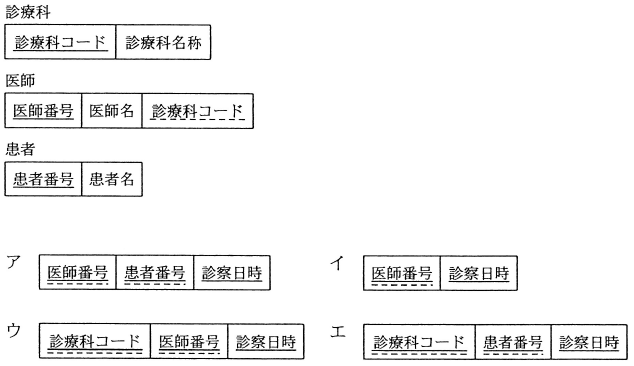 診療科
診療科コード 診療科名称
医師
医師番号 医師名 診療科コード
患者
患者番号 患者名
ア 医師番号 患者番号 診察日時
イ 医師番号 診察日時
ウ 診療科コード 医師番号 診察日時
エ 診療科コード 患者番号 診察日時